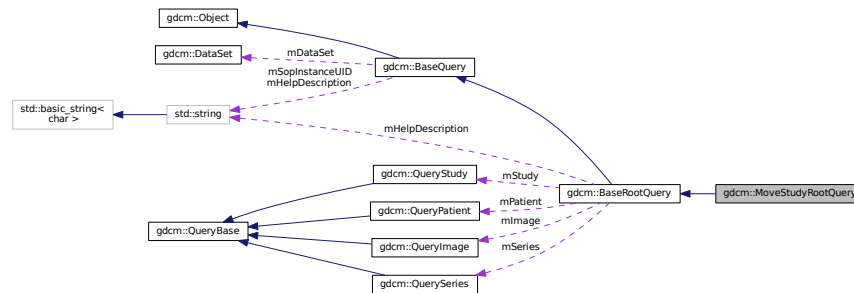 gdcm::Object
gdcm::DataSet
mDataSet
gdcm::BaseQuery
mSopInstanceUID
mHelpDescription
std::basic_string<
char >
std::string
mHelpDescription
gdcm::QueryStudy
mStudy
gdcm::BaseRootQuery
gdcm::MoveStudyRootQuery
mPatient
gdcm::QueryPatient
mImage
gdcm::QueryBase
gdcm::QueryImage
mSeries
gdcm::QuerySeries